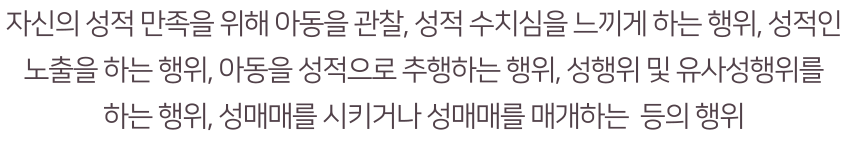 자신의 성적 만족을 위해 아동을 관찰, 성적 수치심을 느끼게 하는 행위, 성적인
노출을 하는 행위, 아동을 성적으로 추행하는 행위, 성행위 및 유사성행위를
하는 행위, 성매매를 시키거나 성매매를 매개하는 등의 행위